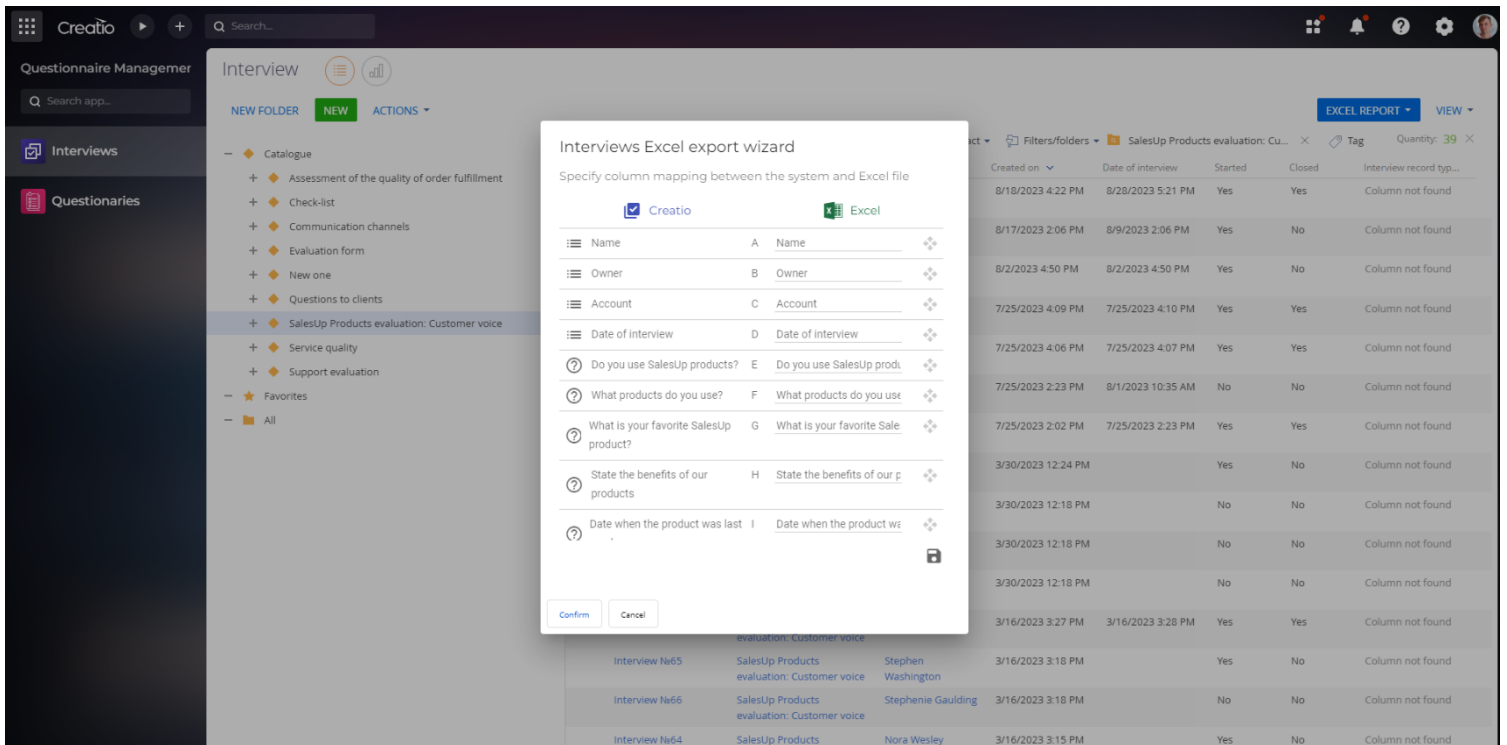 Creatio
Search...
Questionnaire Managemer
Search app...
Interviews
Questionaries
Interview
NEW FOLDER NEW ACTIONS
EXCEL REPORT VIEW
Filters/folders SalesUp Products evaluation: Cu... Tag Quantity: 39
Catalogue
Assessment of the quality of order fulfillment
Check-list
Communication channels
Evaluation form
New one
Questions to clients
SalesUp Products evaluation: Customer voice
Service quality
Support evaluation
Favorites
All
Interviews Excel export wizard
Specify column mapping between the system and Excel file
Creatio Excel
Name A Name
Owner B Owner
Account C Account
Date of interview D Date of interview
Do you use SalesUp products? E Do you use SalesUp produ
What products do you use? F What products do you use
What is your favorite SalesUp G What is your favorite Sale
product?
State the benefits of our H State the benefits of our p
products
Date when the product was last I Date when the product wa
Confirm Cancel
Created on Date of interview Started Closed Interview record typ...
8/18/2023 4:22 PM 8/28/2023 5:21 PM Yes Yes Column not found
8/17/2023 2:06 PM 8/9/2023 2:06 PM Yes No Column not found
8/2/2023 4:50 PM 8/2/2023 4:50 PM Yes No Column not found
7/25/2023 4:09 PM 7/25/2023 4:10 PM Yes Yes Column not found
7/25/2023 4:06 PM 7/25/2023 4:07 PM Yes Yes Column not found
7/25/2023 2:23 PM 8/1/2023 10:35 AM No No Column not found
7/25/2023 2:02 PM 7/25/2023 2:23 PM Yes Yes Column not found
3/30/2023 12:24 PM Yes No Column not found
3/30/2023 12:18 PM No No Column not found
3/30/2023 12:18 PM No No Column not found
3/30/2023 12:18 PM No No Column not found
3/16/2023 3:27 PM 3/16/2023 3:28 PM Yes Yes Column not found
evaluation: Customer voice
Interview №65 SalesUp Products Stephen 3/16/2023 3:18 PM Yes No Column not found
evaluation: Customer voice Washington
Interview №66 SalesUp Products Stephenie Gaulding 3/16/2023 3:18 PM No No Column not found
evaluation: Customer voice
Interview №64 SalesUp Products Nora Wesley 3/16/2023 3:15 PM Yes No Column not found